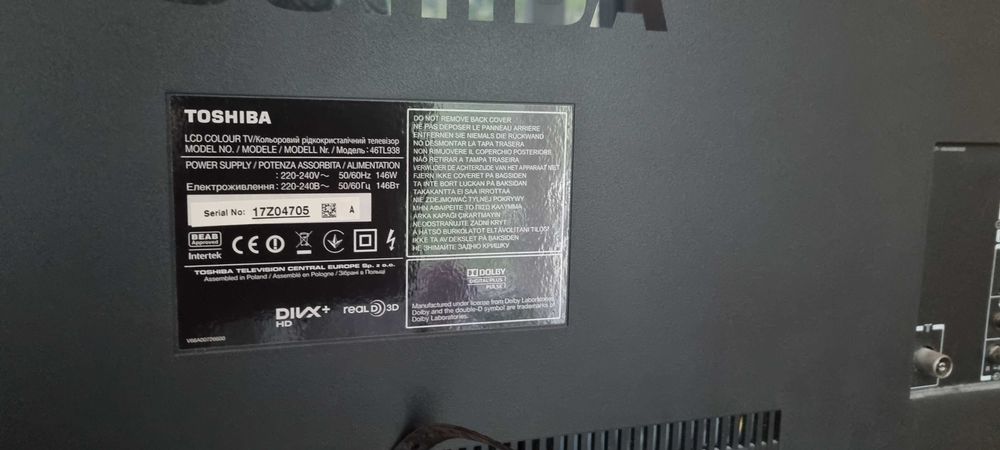 TOSHIBA
LCD COLOUR TV/Кольоровий рідкокристалічний телевізор
MODEL NO. / MODELE / MODELL Nr. / Модель: 46TL938
POWER SUPPLY / POTENZA ASSORBITA / ALIMENTATION
: 220-240V～ 50/60Hz 146W
Електроживлення : 220-240В～ 50/60Гц 146Вт
Serial No: 17Z04705 A
BEAB
Approved
Intertek
CE
TOSHIBA TELEVISION CENTRAL EUROPE Sp. z o.o.
Assembled in Poland / Assemblé en Pologne / Зібрані в Польщі
DIVX+
HD
REAL D 3D
DO NOT REMOVE BACK COVER
NE PAS DEPOSER LE PANNEAU ARRIERE
ENTFERNEN SIE NIEMALS DIE RÜCKWAND
NO DESMONTAR LA TAPA TRASERA
NON RIMUOVERE IL COPERCHIO POSTERIORE
NÃO RETIRAR A TAMPA TRASEIRA
VERWIJDER DE ACHTERZIJDE VAN HET APPARAAT NIET
FJERN IKKE COVERET PÅ BAGSIDEN
TA INTE BORT LUCKAN PÅ BAKSIDAN
TAKAKANTTA EI SAA IRROTTAA
NIE ZDEJMOWAĆ TYLNEJ POKRYWY
ΜΗΝ ΑΦΑΙΡΕΙΤΕ ΤΟ ΠΙΣΩ ΚΑΛΥΜΜΑ
ARKA KAPAĞI ÇIKARTMAYIN
NEODSTRAŇUJTE ZADNÍ KRYT
A HÁTSÓ BURKOLATOT ELTÁVOLÍTANI TILOS!
IKKE TA AV DEKSLET PÅ BAKSIDEN
НЕ ЗНІМАЙТЕ ЗАДНЮ КРИШКУ
DOLBY
DIGITAL PLUS
PULSE
Manufactured under license from Dolby Laboratories.
Dolby and the double-D symbol are trademarks of
Dolby Laboratories.